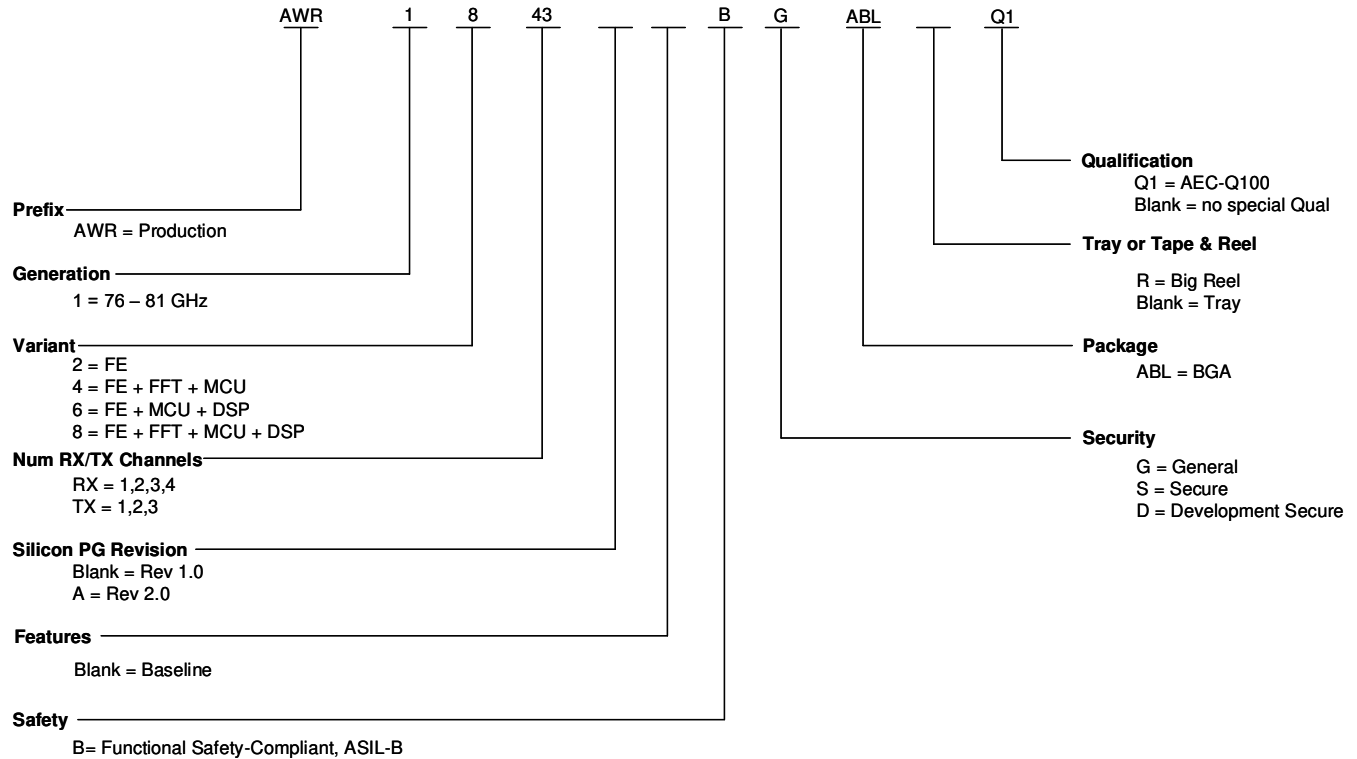 AWR 1 8 43 B G ABL Q1
Prefix
AWR = Production
Generation
1 = 76 – 81 GHz
Variant
2 = FE
4 = FE + FFT + MCU
6 = FE + MCU + DSP
8 = FE + FFT + MCU + DSP
Num RX/TX Channels
RX = 1,2,3,4
TX = 1,2,3
Silicon PG Revision
Blank = Rev 1.0
A = Rev 2.0
Features
Blank = Baseline
Safety
B= Functional Safety-Compliant, ASIL-B
Qualification
Q1 = AEC-Q100
Blank = no special Qual
Tray or Tape & Reel
R = Big Reel
Blank = Tray
Package
ABL = BGA
Security
G = General
S = Secure
D = Development Secure